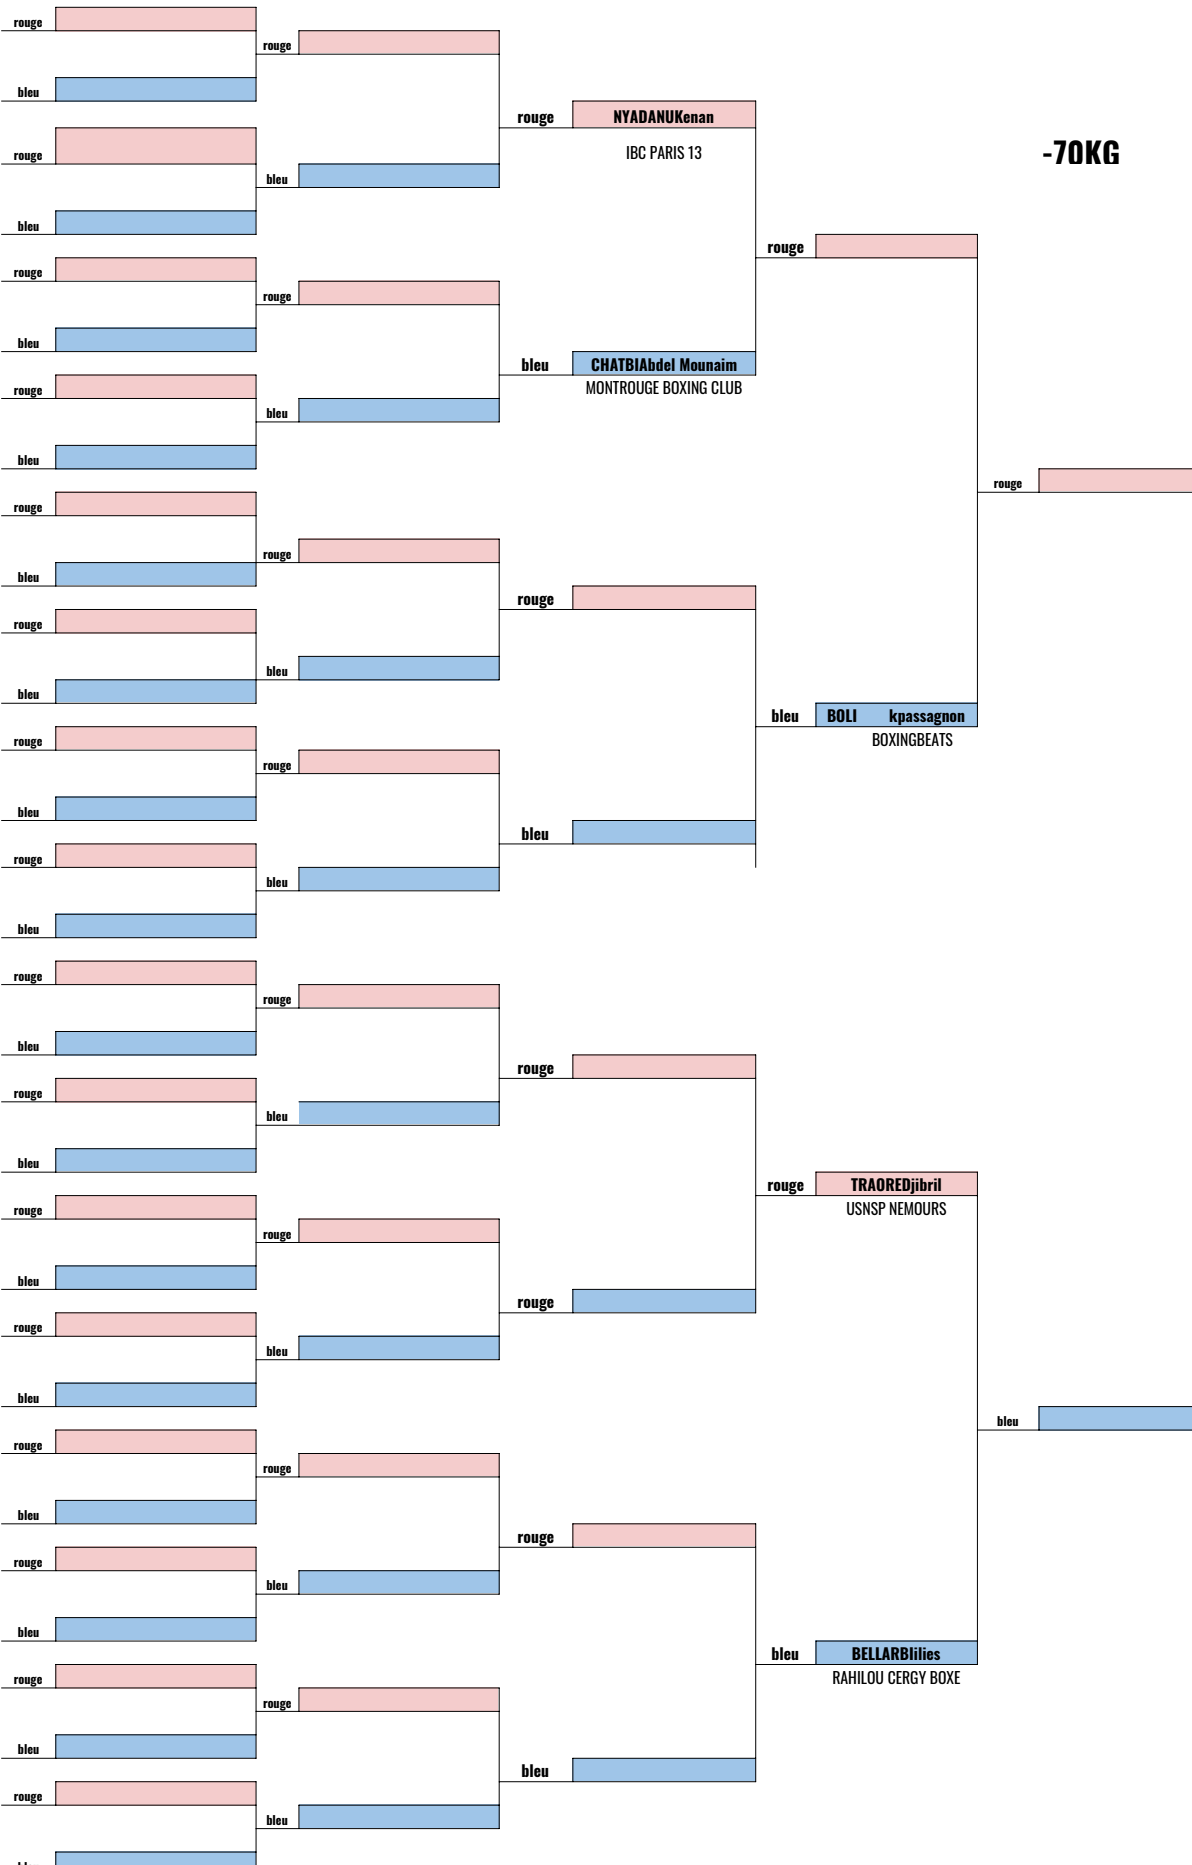 rouge
rouge
bleu
rouge NYADANUKenan
IBC PARIS 13
-70KG
rouge
bleu
bleu
rouge
rouge
rouge
bleu
bleu CHATBIAbdel Mounaim
MONTROUGE BOXING CLUB
rouge
bleu
bleu
rouge
rouge
rouge
bleu
rouge
rouge
bleu
bleu
bleu BOLI kpassagnon
BOXINGBEATS
rouge
rouge
bleu
bleu
rouge
bleu
bleu
rouge
rouge
bleu
rouge
rouge
bleu
bleu
rouge TRAOREDjibril
USNSP NEMOURS
rouge
rouge
bleu
rouge
rouge
bleu
bleu
bleu
rouge
rouge
bleu
rouge
rouge
bleu
bleu
bleu BELLARBIilies
RAHILOU CERGY BOXE
rouge
rouge
bleu
bleu
rouge
bleu